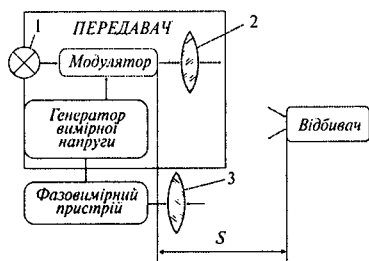 1
ПЕРЕДАВАЧ
2
Модулятор
Генератор
вимірної
напруги
Відбивач
Фазовимірний
пристрій
3
S